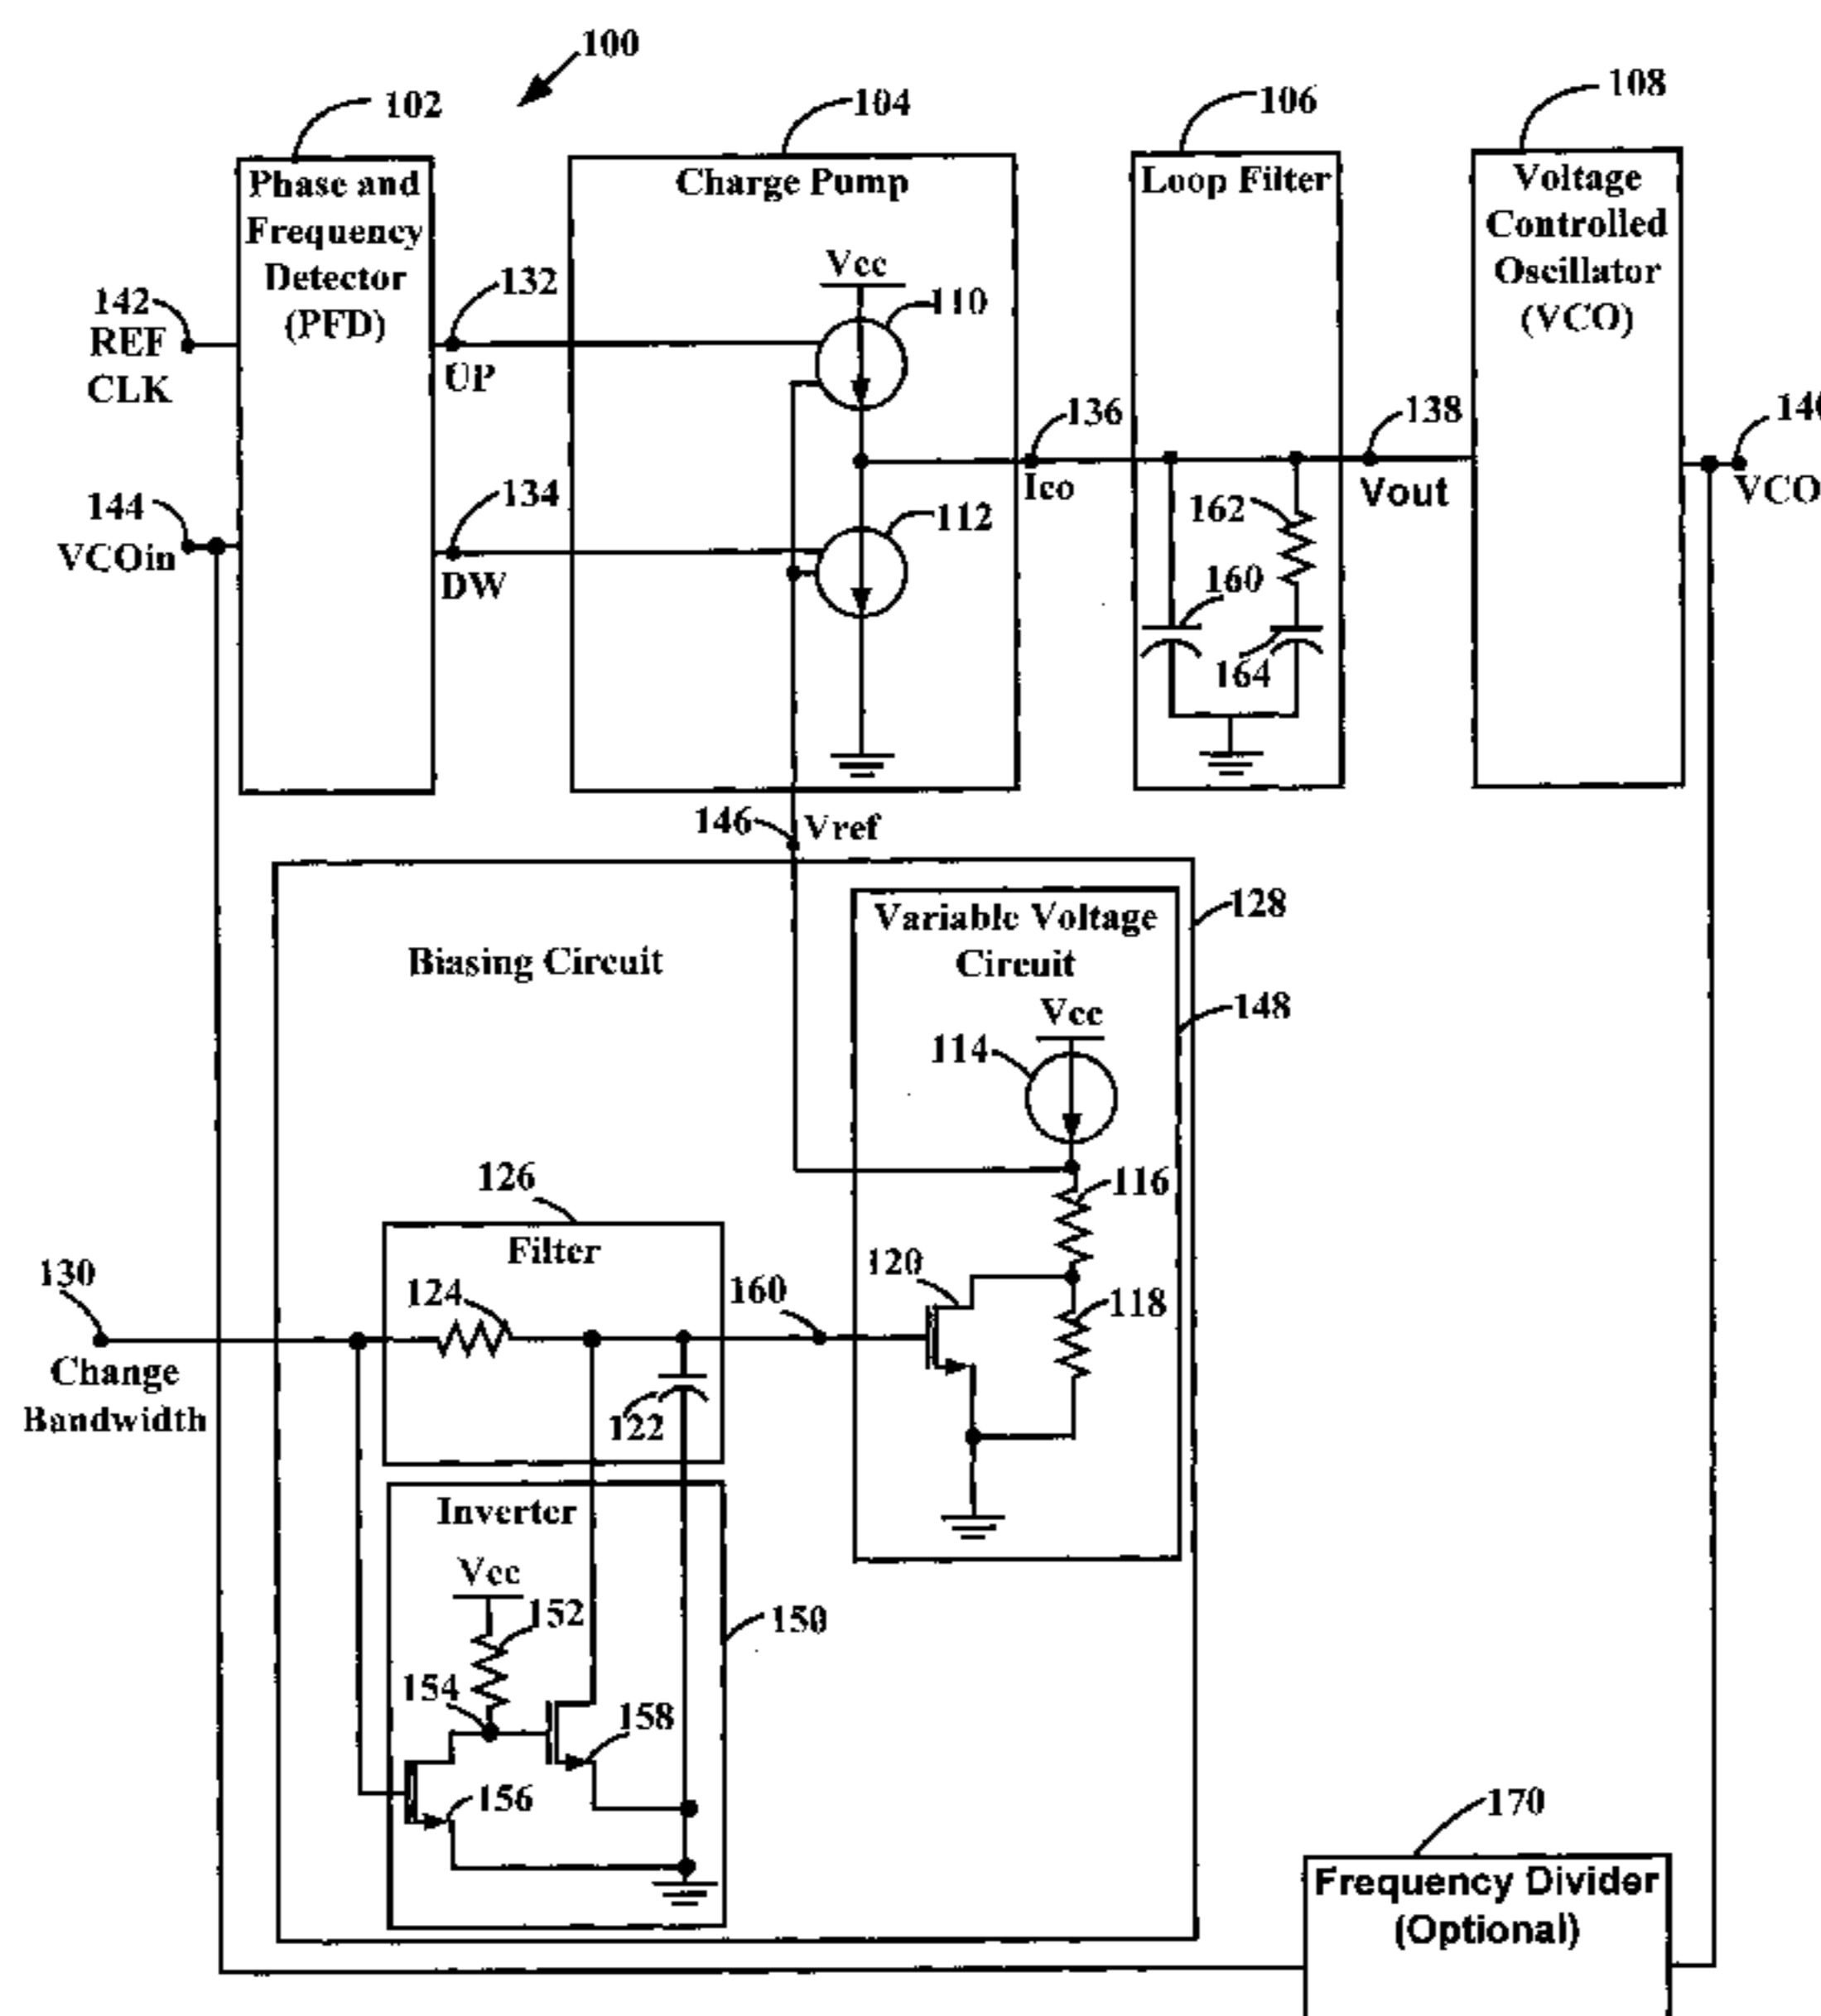 100
102
104
106
108
Phase and
Frequency
Detector
(PFD)
Charge Pump
Loop Filter
Voltage
Controlled
Oscillator
(VCO)
142
REF
CLK
132
UP
Vcc
110
136
Ico
138
Vout
VCO
144
VCOin
134
DW
112
162
160
164
146
Vref
128
Biasing Circuit
Variable Voltage
Circuit
148
Vcc
114
116
126
Filter
120
118
130
Change
Bandwidth
124
160
122
Inverter
Vcc
152
150
154
158
156
170
Frequency Divider
(Optional)